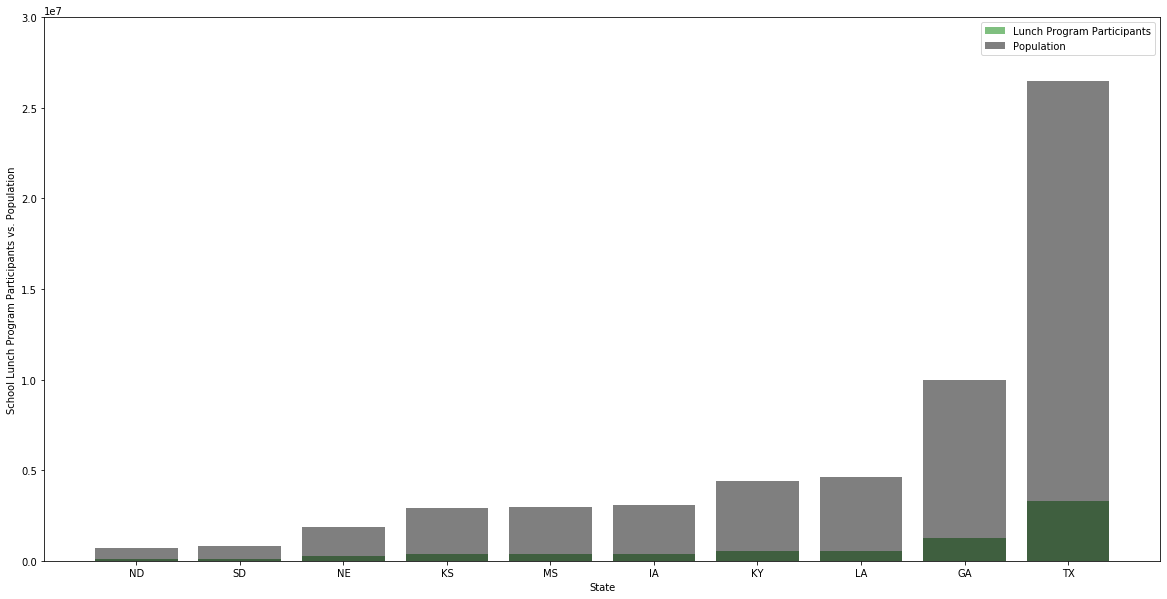 1e7
3.0
2.5
2.0
1.5
1.0
0.5
0.0
School Lunch Program Participants vs. Population
Lunch Program Participants
Population
ND SD NE KS MS IA KY LA GA TX
State